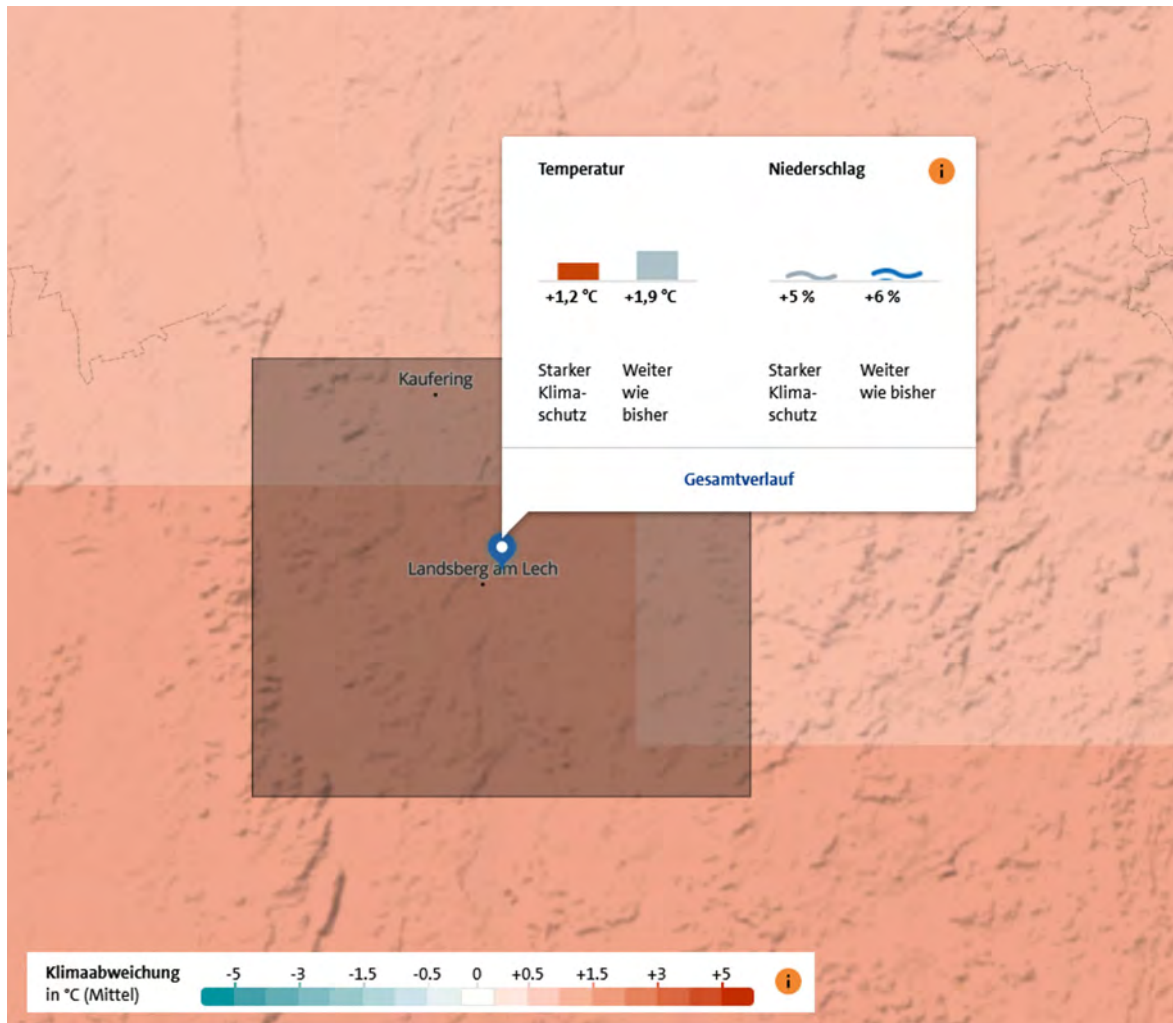 Temperatur
Niederschlag
i
+1,2 °C
+1,9 °C
+5 %
+6 %
Starker
Klima-
schutz
Weiter
wie
bisher
Starker
Klima-
schutz
Weiter
wie bisher
Gesamtverlauf
Kaufering
Landsberg am Lech
Klimaabweichung
in °C (Mittel)
-5 -3 -1.5 -0.5 0 +0.5 +1.5 +3 +5
i